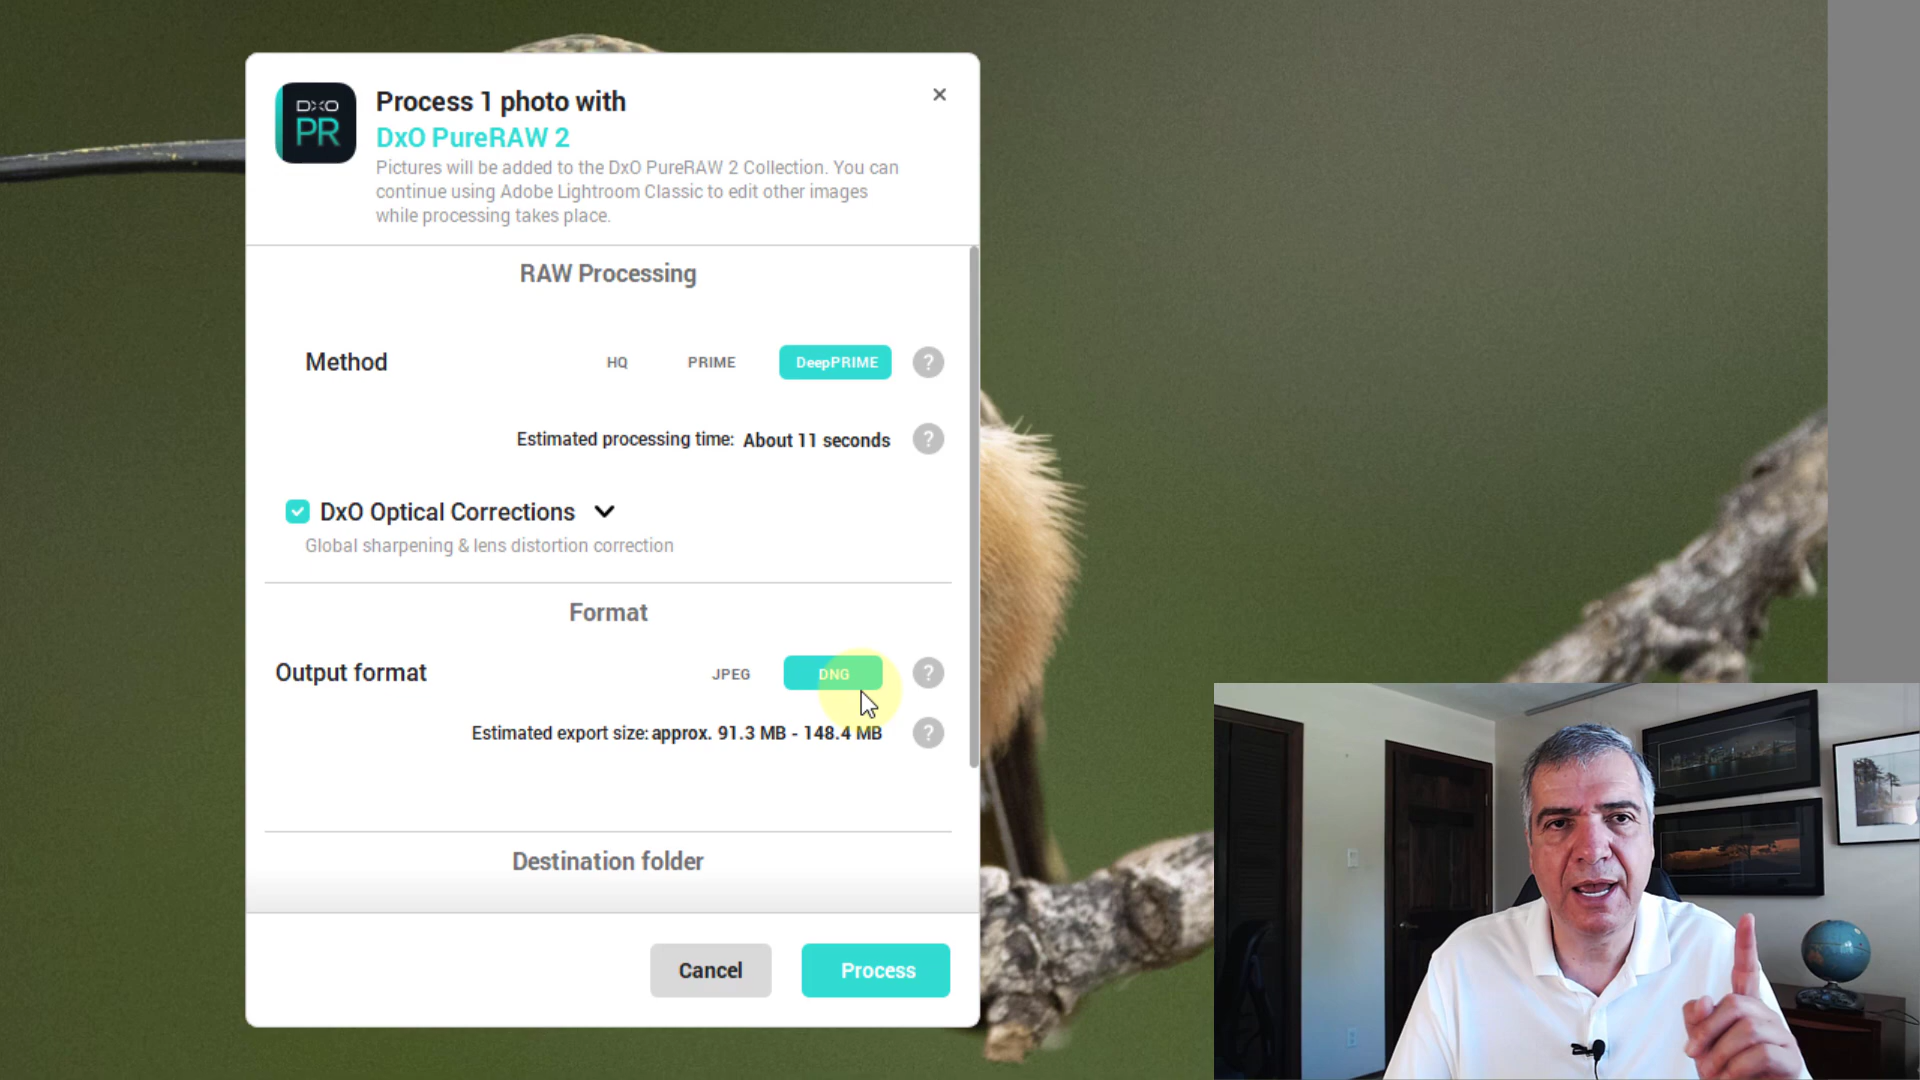 DXO
PR
Process 1 photo with
DxO PureRAW 2
Pictures will be added to the DxO PureRAW 2 Collection. You can
continue using Adobe Lightroom Classic to edit other images
while processing takes place.
RAW Processing
Method HQ PRIME DeepPRIME ?
Estimated processing time: About 11 seconds ?
DxO Optical Corrections
Global sharpening & lens distortion correction
Format
Output format JPEG DNG ?
Estimated export size: approx. 91.3 MB - 148.4 MB ?
Destination folder
Cancel Process